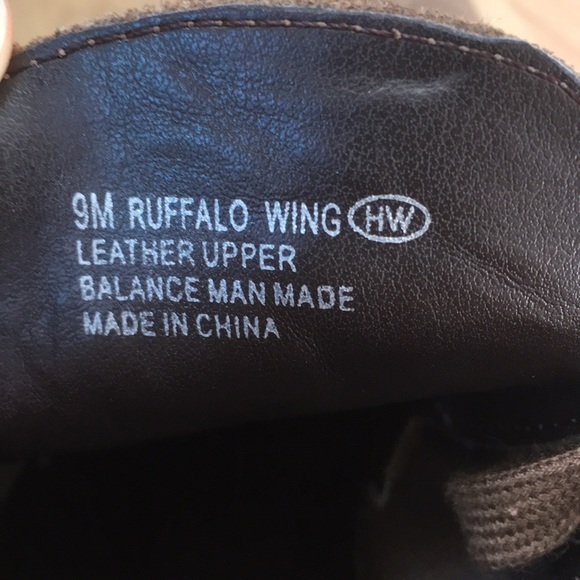 9M RUFFALO WING HW
LEATHER UPPER
BALANCE MAN MADE
MADE IN CHINA